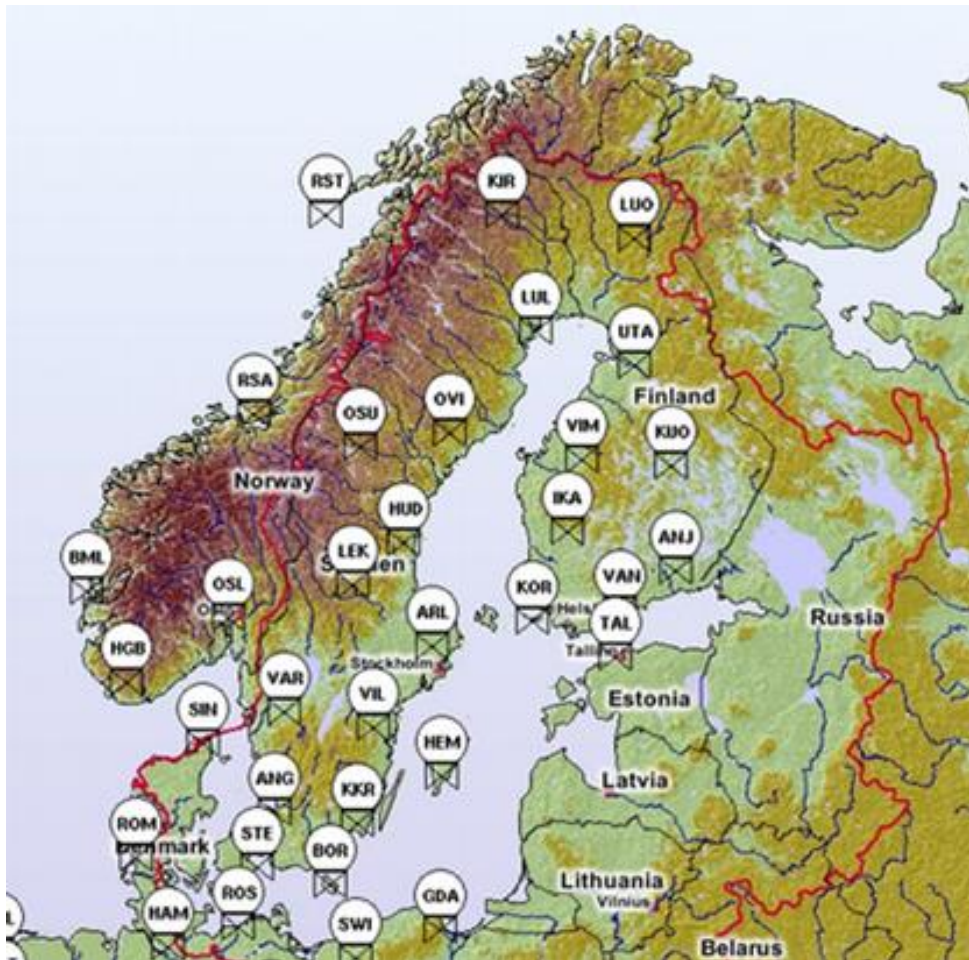 RST
KIR
LUO
LUL
UTA
RSA
OSU
OVI
Finland
VIM
KUO
Norway
IKA
HUD
ANJ
BML
LEK
OSL
KOR
VAN
ARL
TAL
Russia
HGB
Stockholm
VAR
VIL
Estonia
SIN
HEM
ANG
KKR
Latvia
ROM
STE
BOR
Lithuania
Vilnius
ROS
GDA
HAM
SWI
Belarus